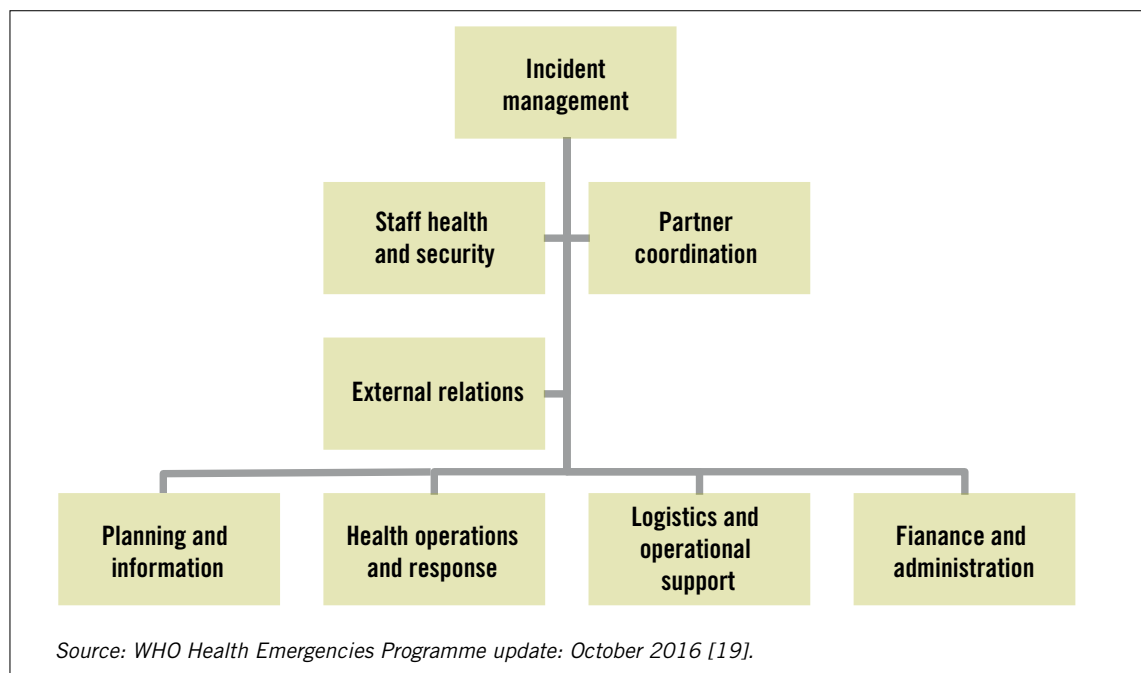 Incident
management
Staff health
and security
Partner
coordination
External relations
Planning and
information
Health operations
and response
Logistics and
operational
support
Fianance and
administration
Source: WHO Health Emergencies Programme update: October 2016 [19].